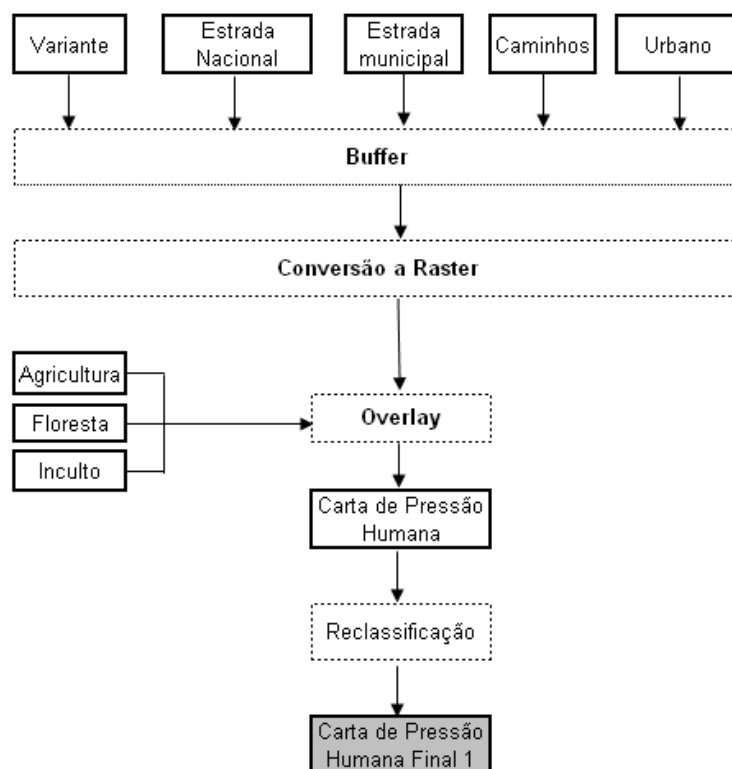 Variante
Estrada
Nacional
Estrada
municipal
Caminhos
Urbano
Buffer
Conversão a Raster
Agricultura
Floresta
Inculto
Overlay
Carta de Pressão
Humana
Reclassificação
Carta de Pressão
Humana Final 1